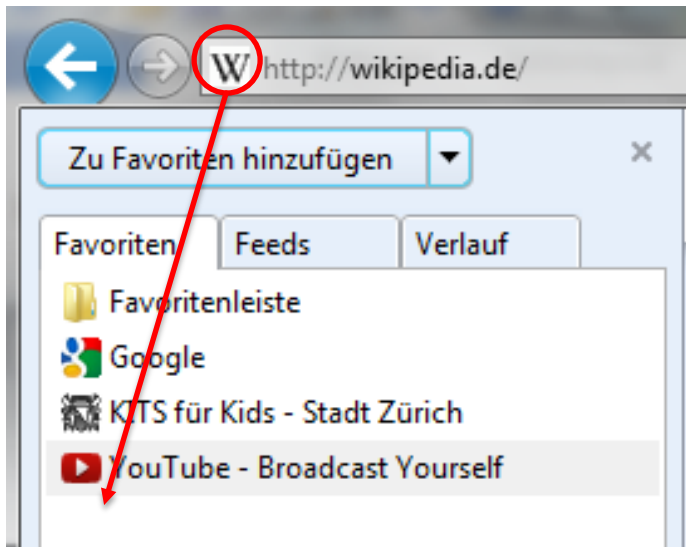 W http://wikipedia.de/
Zu Favoriten hinzufügen
Favoriten Feeds Verlauf
Favoritenleiste
Google
KITS für Kids - Stadt Zürich
YouTube - Broadcast Yourself